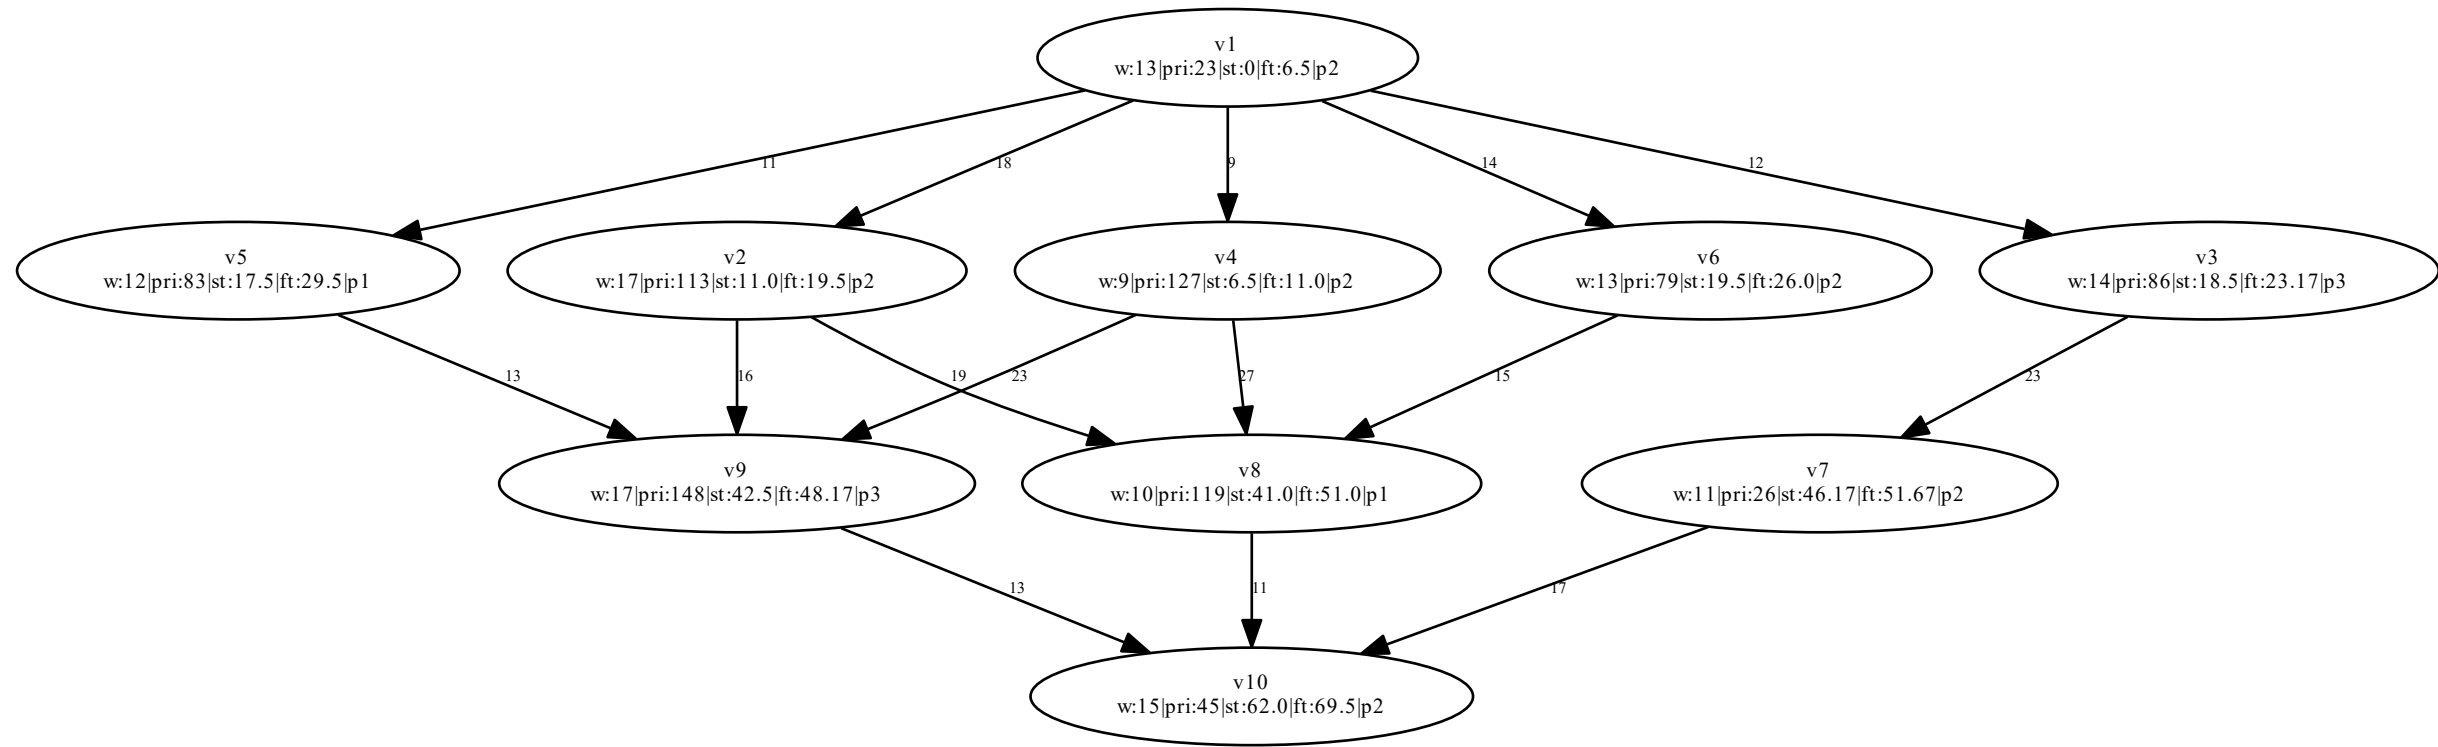 v1
w:13|pri:23|st:0|ft:6.5|p2
11
18
9
14
12
v5
w:12|pri:83|st:17.5|ft:29.5|p1
v2
w:17|pri:113|st:11.0|ft:19.5|p2
v4
w:9|pri:127|st:6.5|ft:11.0|p2
v6
w:13|pri:79|st:19.5|ft:26.0|p2
v3
w:14|pri:86|st:18.5|ft:23.17|p3
13
16
19
23
27
15
23
v9
w:17|pri:148|st:42.5|ft:48.17|p3
v8
w:10|pri:119|st:41.0|ft:51.0|p1
v7
w:11|pri:26|st:46.17|ft:51.67|p2
13
11
17
v10
w:15|pri:45|st:62.0|ft:69.5|p2